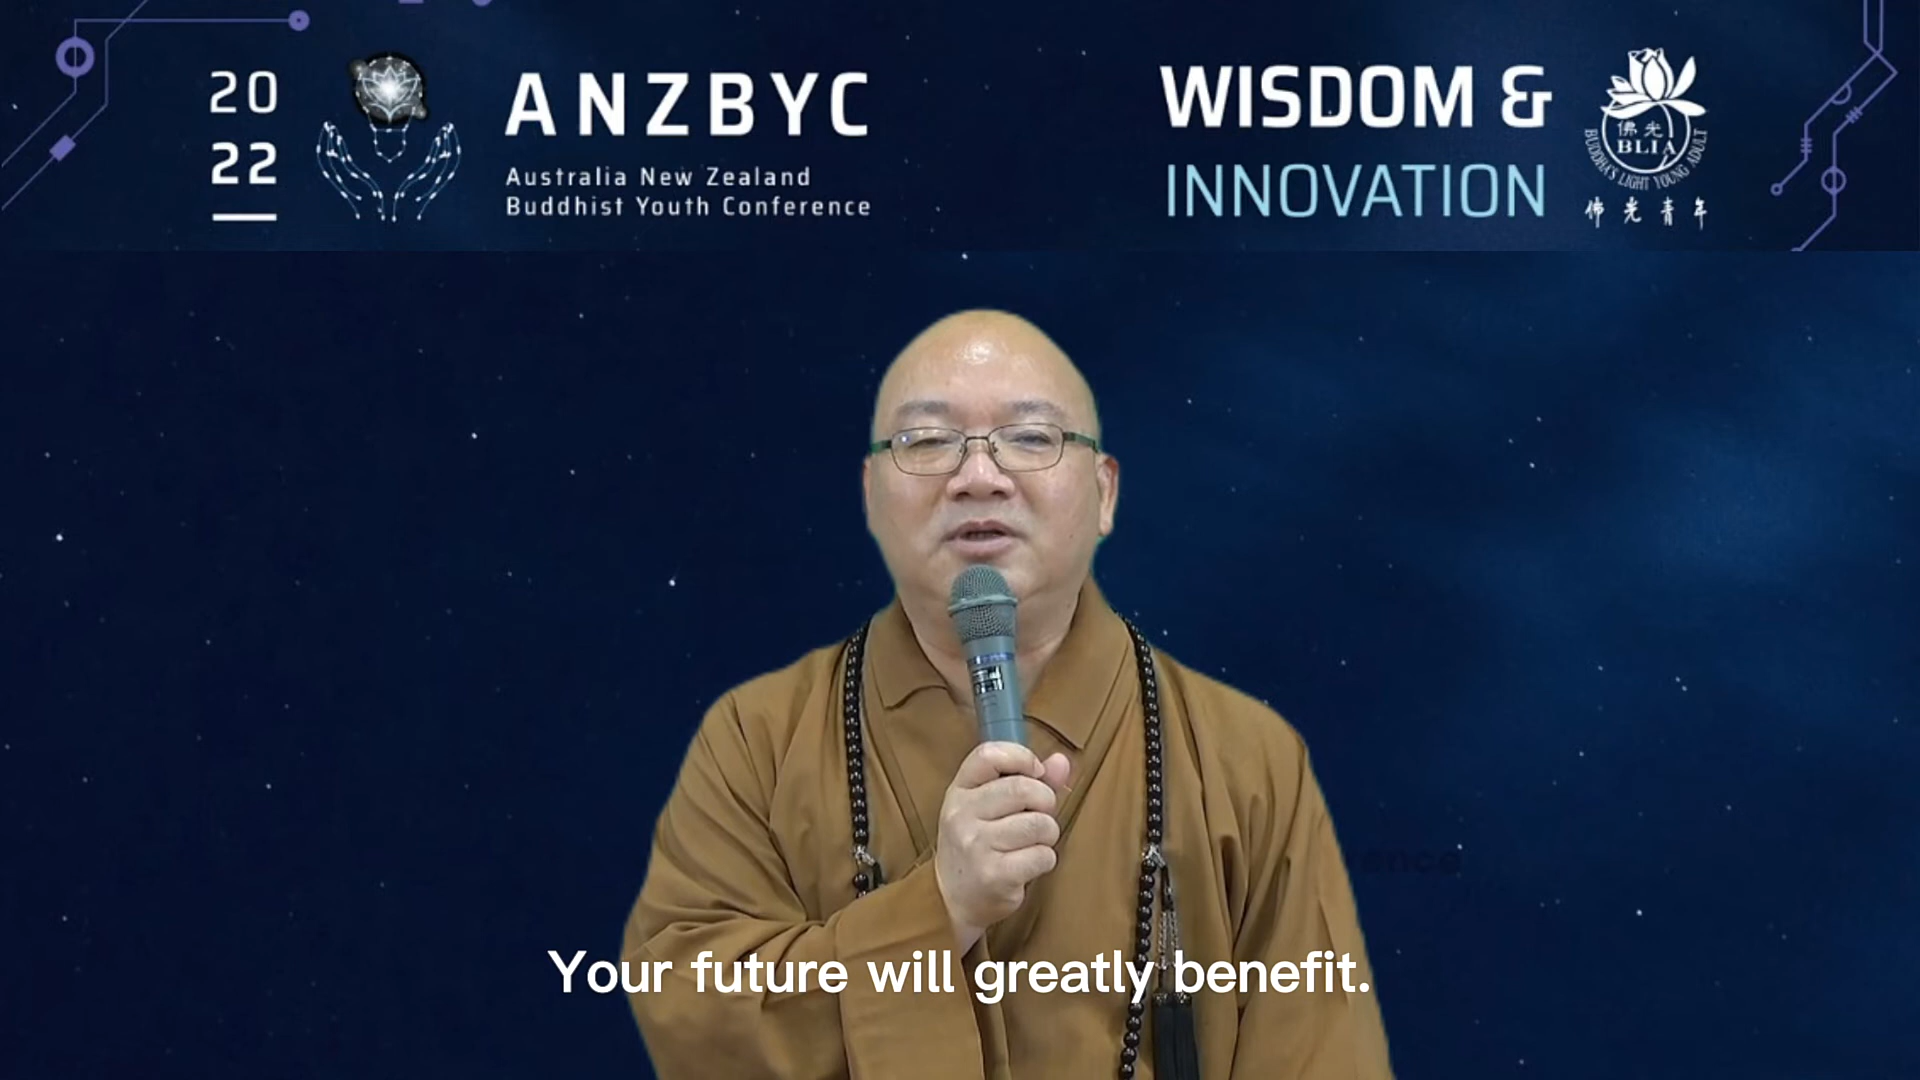 20
22
ANZBYC
Australia New Zealand
Buddhist Youth Conference
WISDOM &
INNOVATION
佛光
BLIA
BUDDHA'S LIGHT YOUNG ADULT
佛光青年
ence
Your future will greatly benefit.